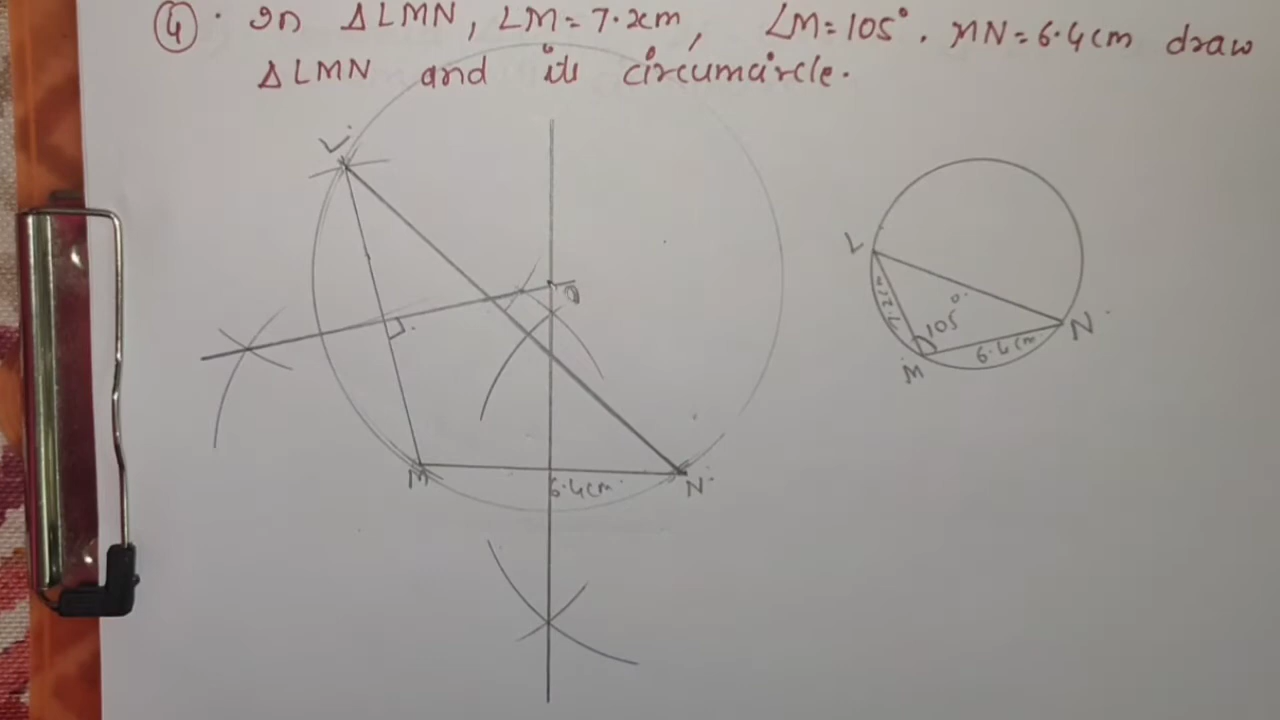 4. In ΔLMN, LM = 7.2cm, ∠M = 105°. MN = 6.4cm draw
ΔLMN and its circumcircle.
L
O
M
6.4cm
N
L
7.2cm
105°
6.4cm
M
N